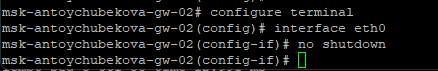 msk-antoychubekova-gw-02# configure terminal
msk-antoychubekova-gw-02(config)# interface eth0
msk-antoychubekova-gw-02(config-if)# no shutdown
msk-antoychubekova-gw-02(config-if)#